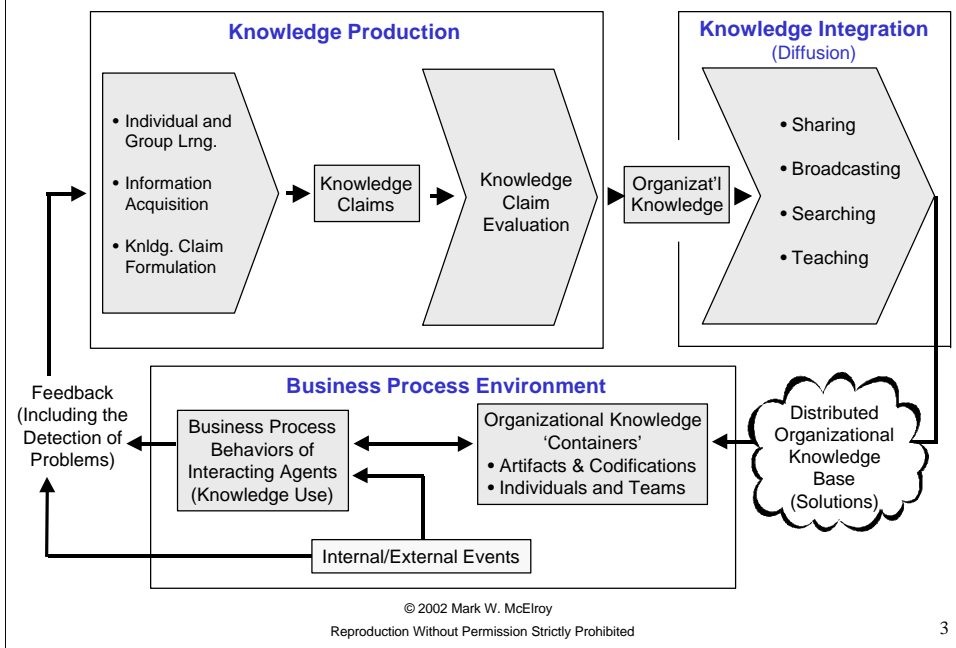 Knowledge Production
• Individual and
Group Lrng.
• Information
Acquisition
• Knldg. Claim
Formulation
Knowledge
Claims
Knowledge
Claim
Evaluation
Organizat'l
Knowledge
Knowledge Integration
(Diffusion)
• Sharing
• Broadcasting
• Searching
• Teaching
Feedback
(Including the
Detection of
Problems)
Business Process Environment
Business Process
Behaviors of
Interacting Agents
(Knowledge Use)
Organizational Knowledge
'Containers'
• Artifacts & Codifications
• Individuals and Teams
Distributed
Organizational
Knowledge
Base
(Solutions)
Internal/External Events
© 2002 Mark W. McElroy
Reproduction Without Permission Strictly Prohibited
3